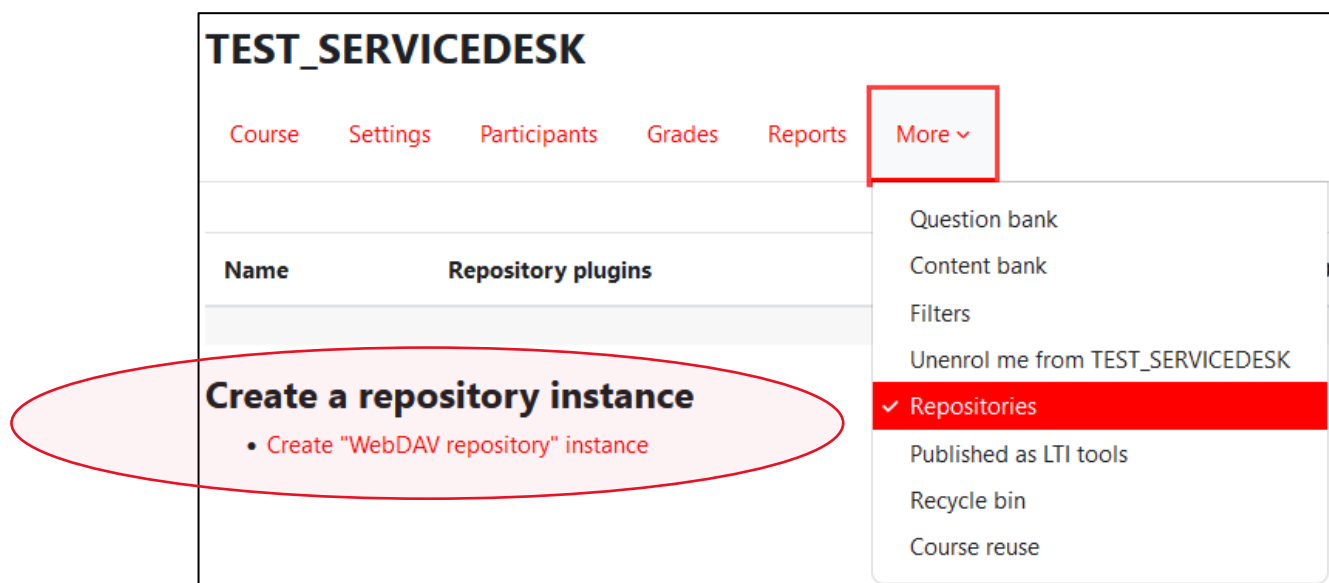 TEST_SERVICEDESK
Course Settings Participants Grades Reports More
Name Repository plugins
Create a repository instance
• Create "WebDAV repository" instance
Question bank
Content bank
Filters
Unenrol me from TEST_SERVICEDESK
Repositories
Published as LTI tools
Recycle bin
Course reuse